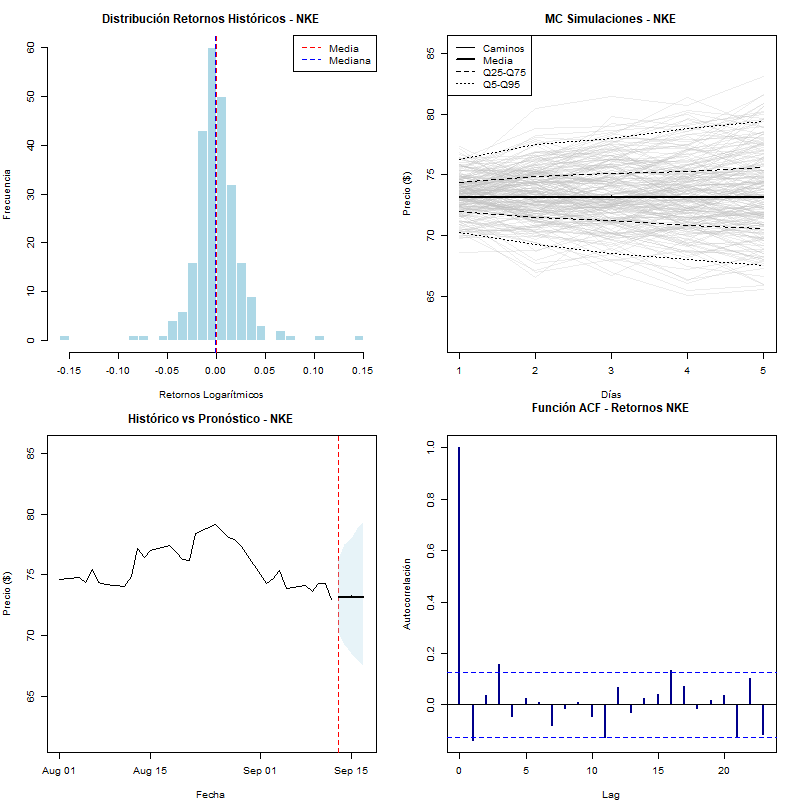 Distribución Retornos Históricos - NKE
Media
Mediana
Frecuencia
60
50
40
30
20
10
0
-0.15
-0.10
-0.05
0.00
0.05
0.10
0.15
Retornos Logarítmicos
MC Simulaciones - NKE
Caminos
Media
Q25-Q75
Q5-Q95
Precio ($)
85
80
75
70
65
1
2
3
4
5
Días
Histórico vs Pronóstico - NKE
Precio ($)
85
80
75
70
65
Aug 01
Aug 15
Sep 01
Sep 15
Fecha
Función ACF - Retornos NKE
Autocorrelación
1.0
0.8
0.6
0.4
0.2
0.0
0
5
10
15
20
Lag